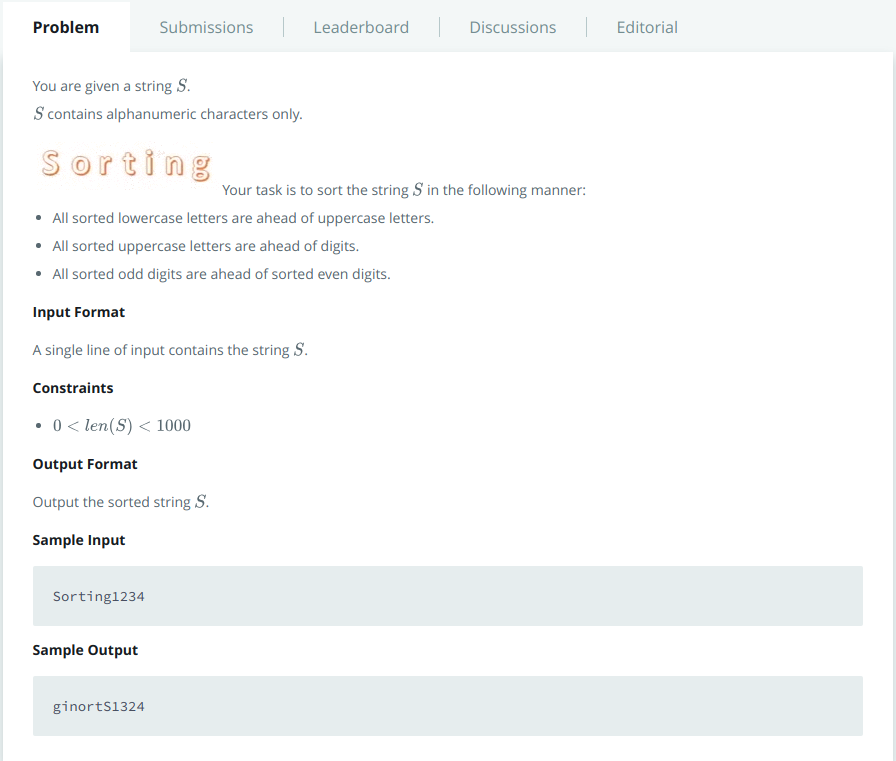 Problem
Submissions
Leaderboard
Discussions
Editorial
You are given a string S.
S contains alphanumeric characters only.
Sorting
Your task is to sort the string S in the following manner:
• All sorted lowercase letters are ahead of uppercase letters.
• All sorted uppercase letters are ahead of digits.
• All sorted odd digits are ahead of sorted even digits.
Input Format
A single line of input contains the string S.
Constraints
• 0 < len(S) < 1000
Output Format
Output the sorted string S.
Sample Input
Sorting1234
Sample Output
ginortS1324